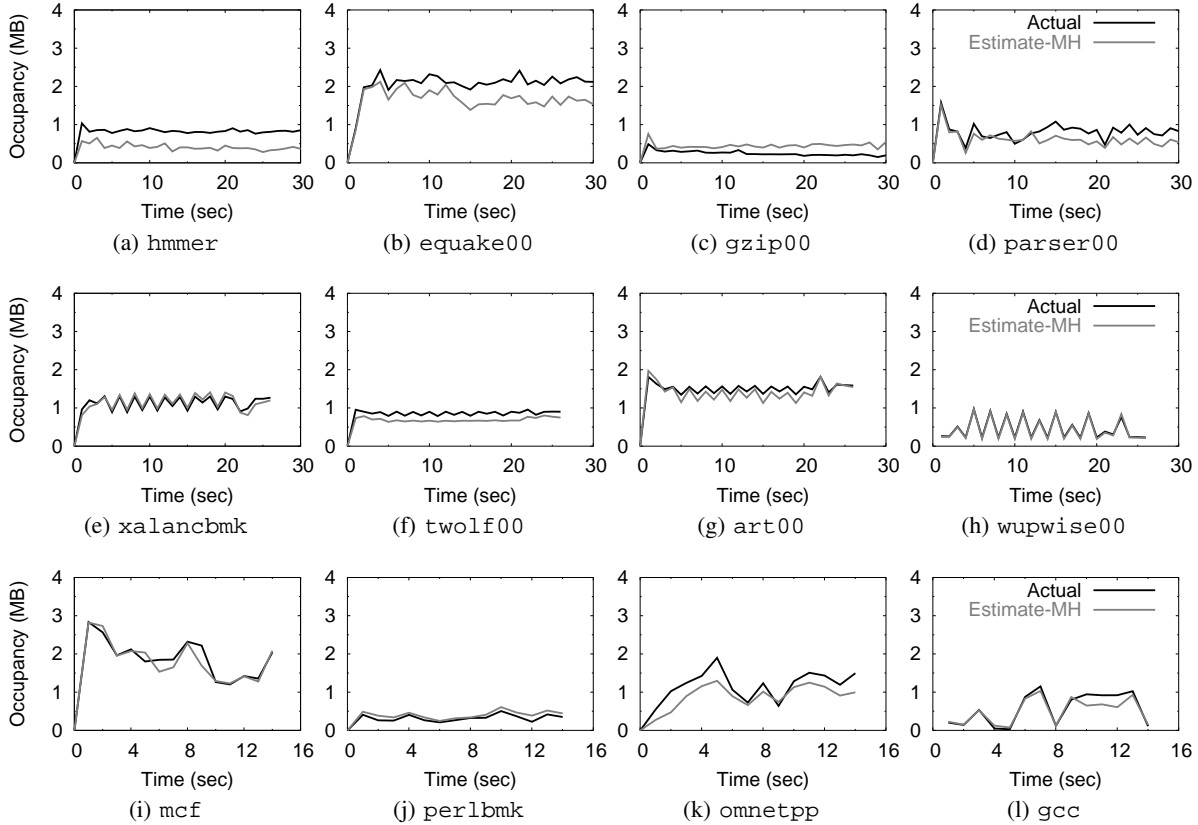 Occupancy (MB)
4
3
2
1
0
0 10 20 30
Time (sec)
(a) hmmer
4
3
2
1
0
0 10 20 30
Time (sec)
(b) equake00
4
3
2
1
0
0 10 20 30
Time (sec)
(c) gzip00
Actual
Estimate-MH
4
3
2
1
0
0 10 20 30
Time (sec)
(d) parser00
Occupancy (MB)
4
3
2
1
0
0 10 20 30
Time (sec)
(e) xalancbmk
4
3
2
1
0
0 10 20 30
Time (sec)
(f) twolf00
4
3
2
1
0
0 10 20 30
Time (sec)
(g) art00
Actual
Estimate-MH
4
3
2
1
0
0 10 20 30
Time (sec)
(h) wupwise00
Occupancy (MB)
4
3
2
1
0
0 4 8 12 16
Time (sec)
(i) mcf
4
3
2
1
0
0 4 8 12 16
Time (sec)
(j) perlbmk
4
3
2
1
0
0 4 8 12 16
Time (sec)
(k) omnetpp
Actual
Estimate-MH
4
3
2
1
0
0 4 8 12 16
Time (sec)
(l) gcc